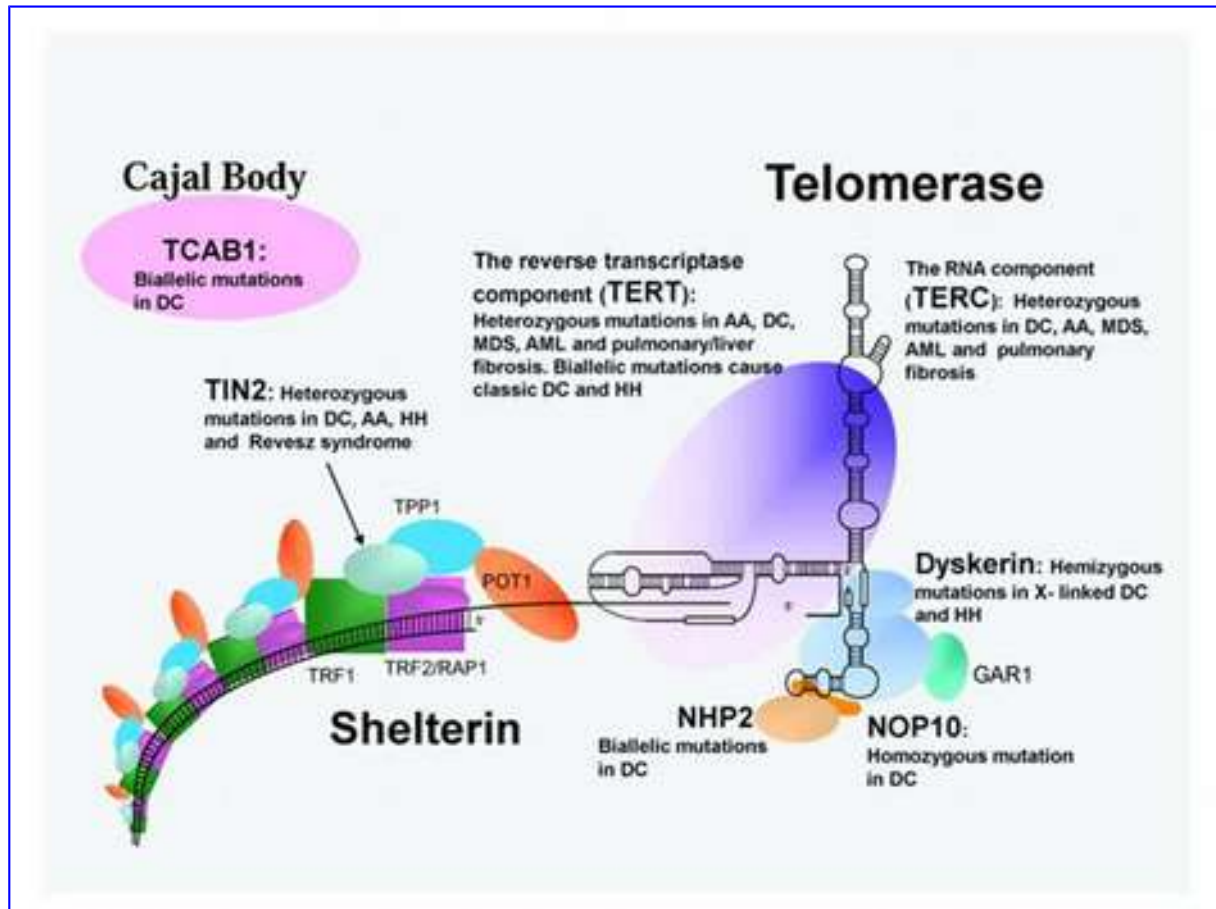 Cajal Body
TCAB1:
Biallelic mutations
in DC
Telomerase
The reverse transcriptase
component (TERT):
Heterozygous mutations in AA, DC,
MDS, AML and pulmonary/liver
fibrosis. Biallelic mutations cause
classic DC and HH
The RNA component
(TERC): Heterozygous
mutations in DC, AA, MDS,
AML and pulmonary
fibrosis
TIN2: Heterozygous
mutations in DC, AA, HH
and Revesz syndrome
TPP1
POT1
TRF1
TRF2/RAP1
Shelterin
Dyskerin: Hemizygous
mutations in X- linked DC
and HH
GAR1
NHP2
Biallelic mutations
in DC
NOP10:
Homozygous mutation
in DC